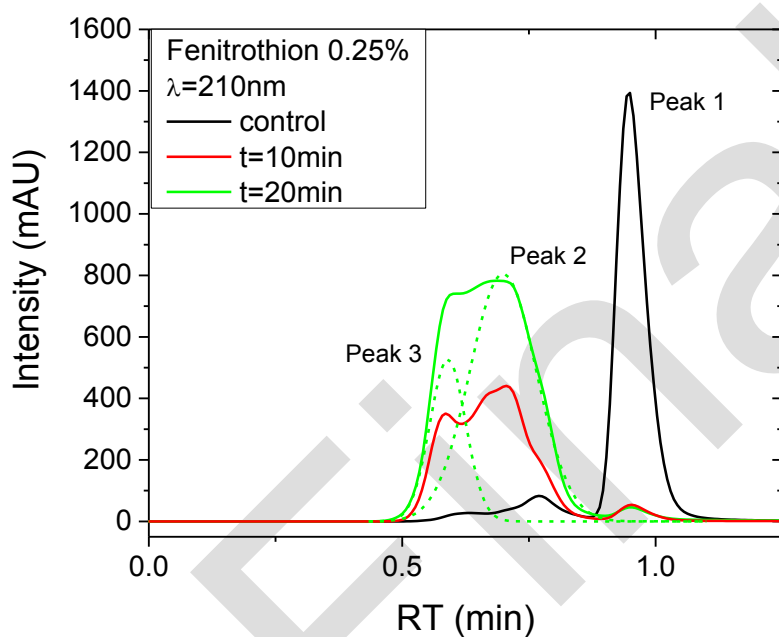 1600
1400
1200
1000
800
600
400
200
0
Intensity (mAU)
Fenitrothion 0.25%
λ=210nm
control
t=10min
t=20min
Peak 1
Peak 2
Peak 3
0.0
0.5
1.0
RT (min)
Fina